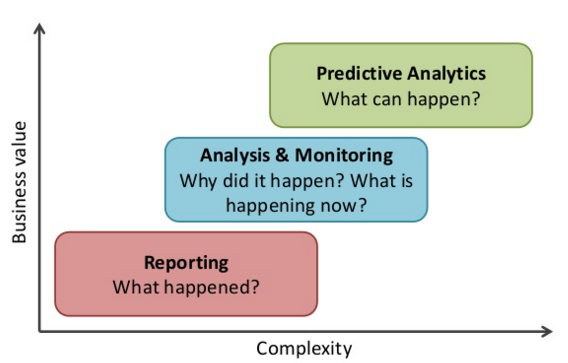 Business value
Predictive Analytics
What can happen?
Analysis & Monitoring
Why did it happen? What is
happening now?
Reporting
What happened?
Complexity